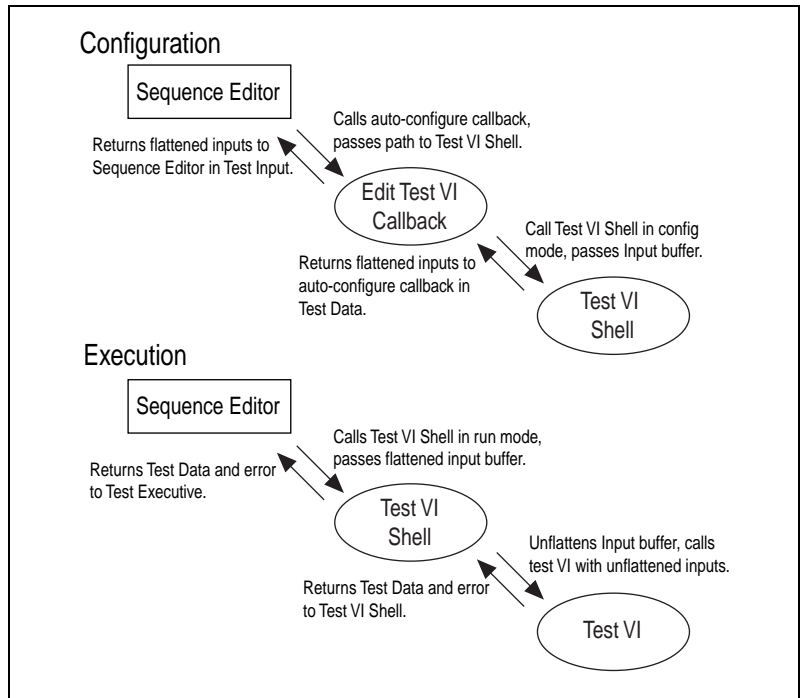 Configuration
Sequence Editor
Calls auto-configure callback,
passes path to Test VI Shell.
Returns flattened inputs to
Sequence Editor in Test Input.
Edit Test VI
Callback
Call Test VI Shell in config
mode, passes Input buffer.
Returns flattened inputs to
auto-configure callback in
Test Data.
Test VI
Shell
Execution
Sequence Editor
Calls Test VI Shell in run mode,
passes flattened input buffer.
Returns Test Data and error
to Test Executive.
Test VI
Shell
Unflattens Input buffer, calls
test VI with unflattened inputs.
Returns Test Data and error
to Test VI Shell.
Test VI